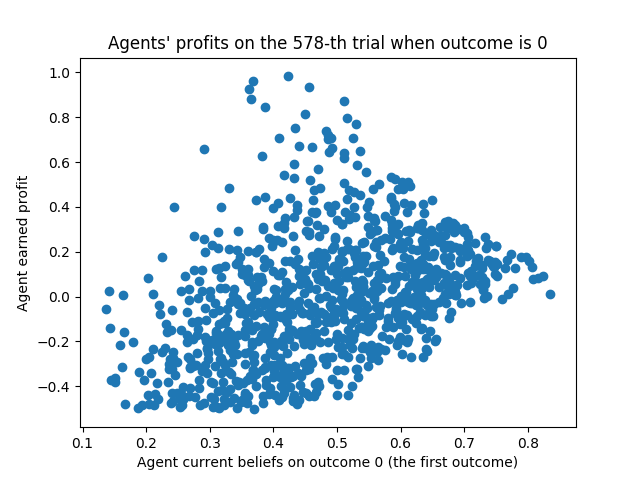 Agents' profits on the 578-th trial when outcome is 0
1.0
0.8
0.6
0.4
0.2
0.0
−0.2
−0.4
Agent earned profit
0.1 0.2 0.3 0.4 0.5 0.6 0.7 0.8
Agent current beliefs on outcome 0 (the first outcome)